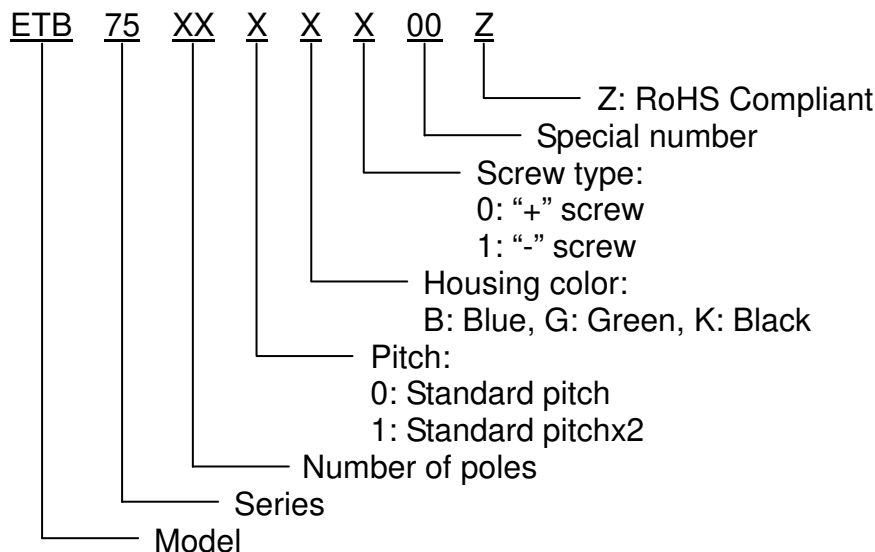 ETB 75 XX X X X 00 Z
Z: RoHS Compliant
Special number
Screw type:
0: “+” screw
1: “-” screw
Housing color:
B: Blue, G: Green, K: Black
Pitch:
0: Standard pitch
1: Standard pitchx2
Number of poles
Series
Model